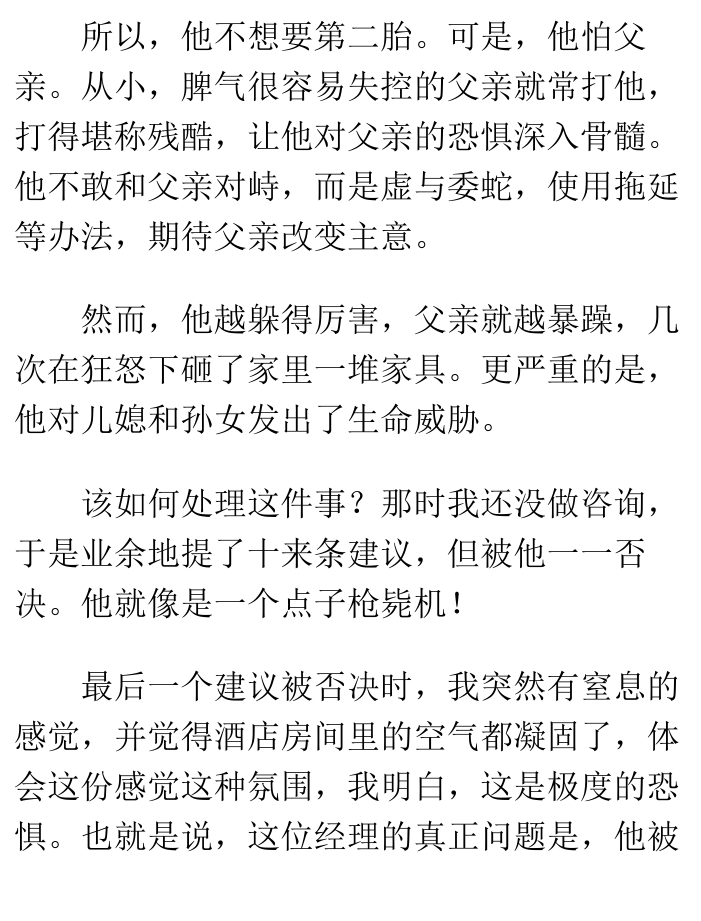 所以，他不想要第二胎。可是，他怕父
亲。从小，脾气很容易失控的父亲就常打他，
打得堪称残酷，让他对父亲的恐惧深入骨髓。
他不敢和父亲对峙，而是虚与委蛇，使用拖延
等办法，期待父亲改变主意。
然而，他越躲得厉害，父亲就越暴躁，几
次在狂怒下砸了家里一堆家具。更严重的是，
他对儿媳和孙女发出了生命威胁。
该如何处理这件事？那时我还没做咨询，
于是业余地提了十来条建议，但被他一一否
决。他就像是一个点子枪毙机！
最后一个建议被否决时，我突然有窒息的
感觉，并觉得酒店房间里的空气都凝固了，体
会这份感觉这种氛围，我明白，这是极度的恐
惧。也就是说，这位经理的真正问题是，他被